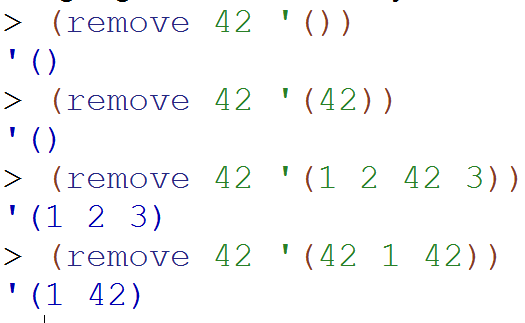 > (remove 42 '())
'()
> (remove 42 '(42))
'()
> (remove 42 '(1 2 42 3))
'(1 2 3)
> (remove 42 '(42 1 42))
'(1 42)